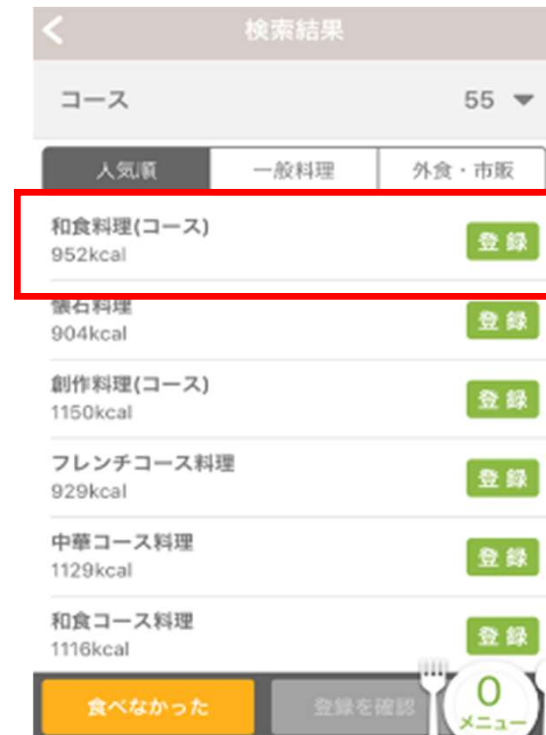 検索結果
コース 55
人気順 一般料理 外食・市販
和食料理(コース) 登録
952kcal
懐石料理 登録
904kcal
創作料理(コース) 登録
1150kcal
フレンチコース料理 登録
929kcal
中華コース料理 登録
1129kcal
和食コース料理 登録
1116kcal
食べなかった 登録を確認 0
メニュー